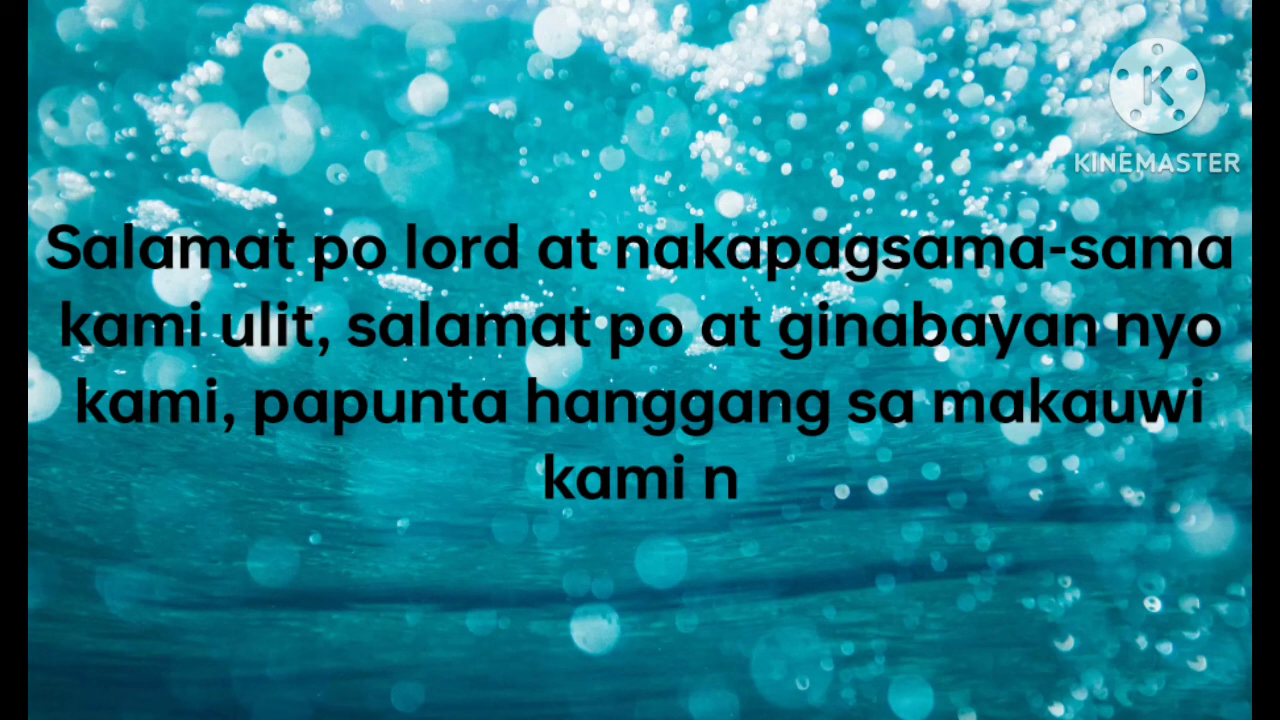 KINEMASTER
Salamat po lord at nakapagsama-sama
kami ulit, salamat po at ginabayan nyo
kami, papunta hanggang sa makauwi
kami n